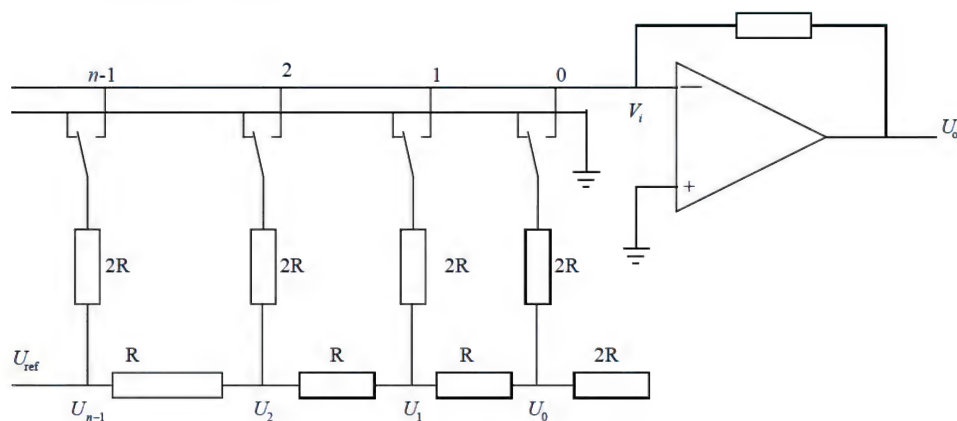 n-1 2 1 0
V_i
U_o
−
+
2R 2R 2R 2R
U_ref R R R 2R
U_{n-1} U_2 U_1 U_0